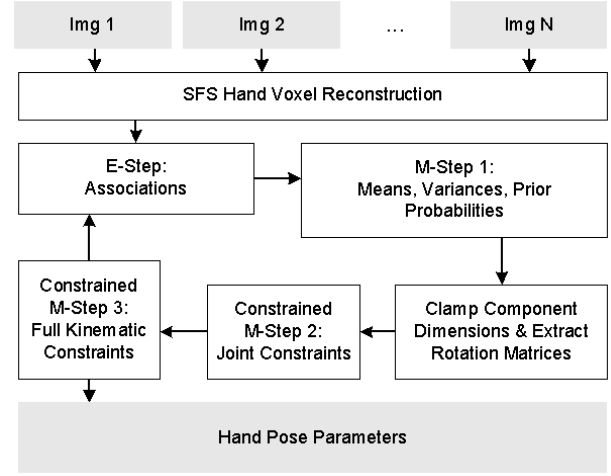 Img 1
Img 2
...
Img N
SFS Hand Voxel Reconstruction
E-Step:
Associations
M-Step 1:
Means, Variances, Prior
Probabilities
Constrained
M-Step 3:
Full Kinematic
Constraints
Constrained
M-Step 2:
Joint Constraints
Clamp Component
Dimensions & Extract
Rotation Matrices
Hand Pose Parameters